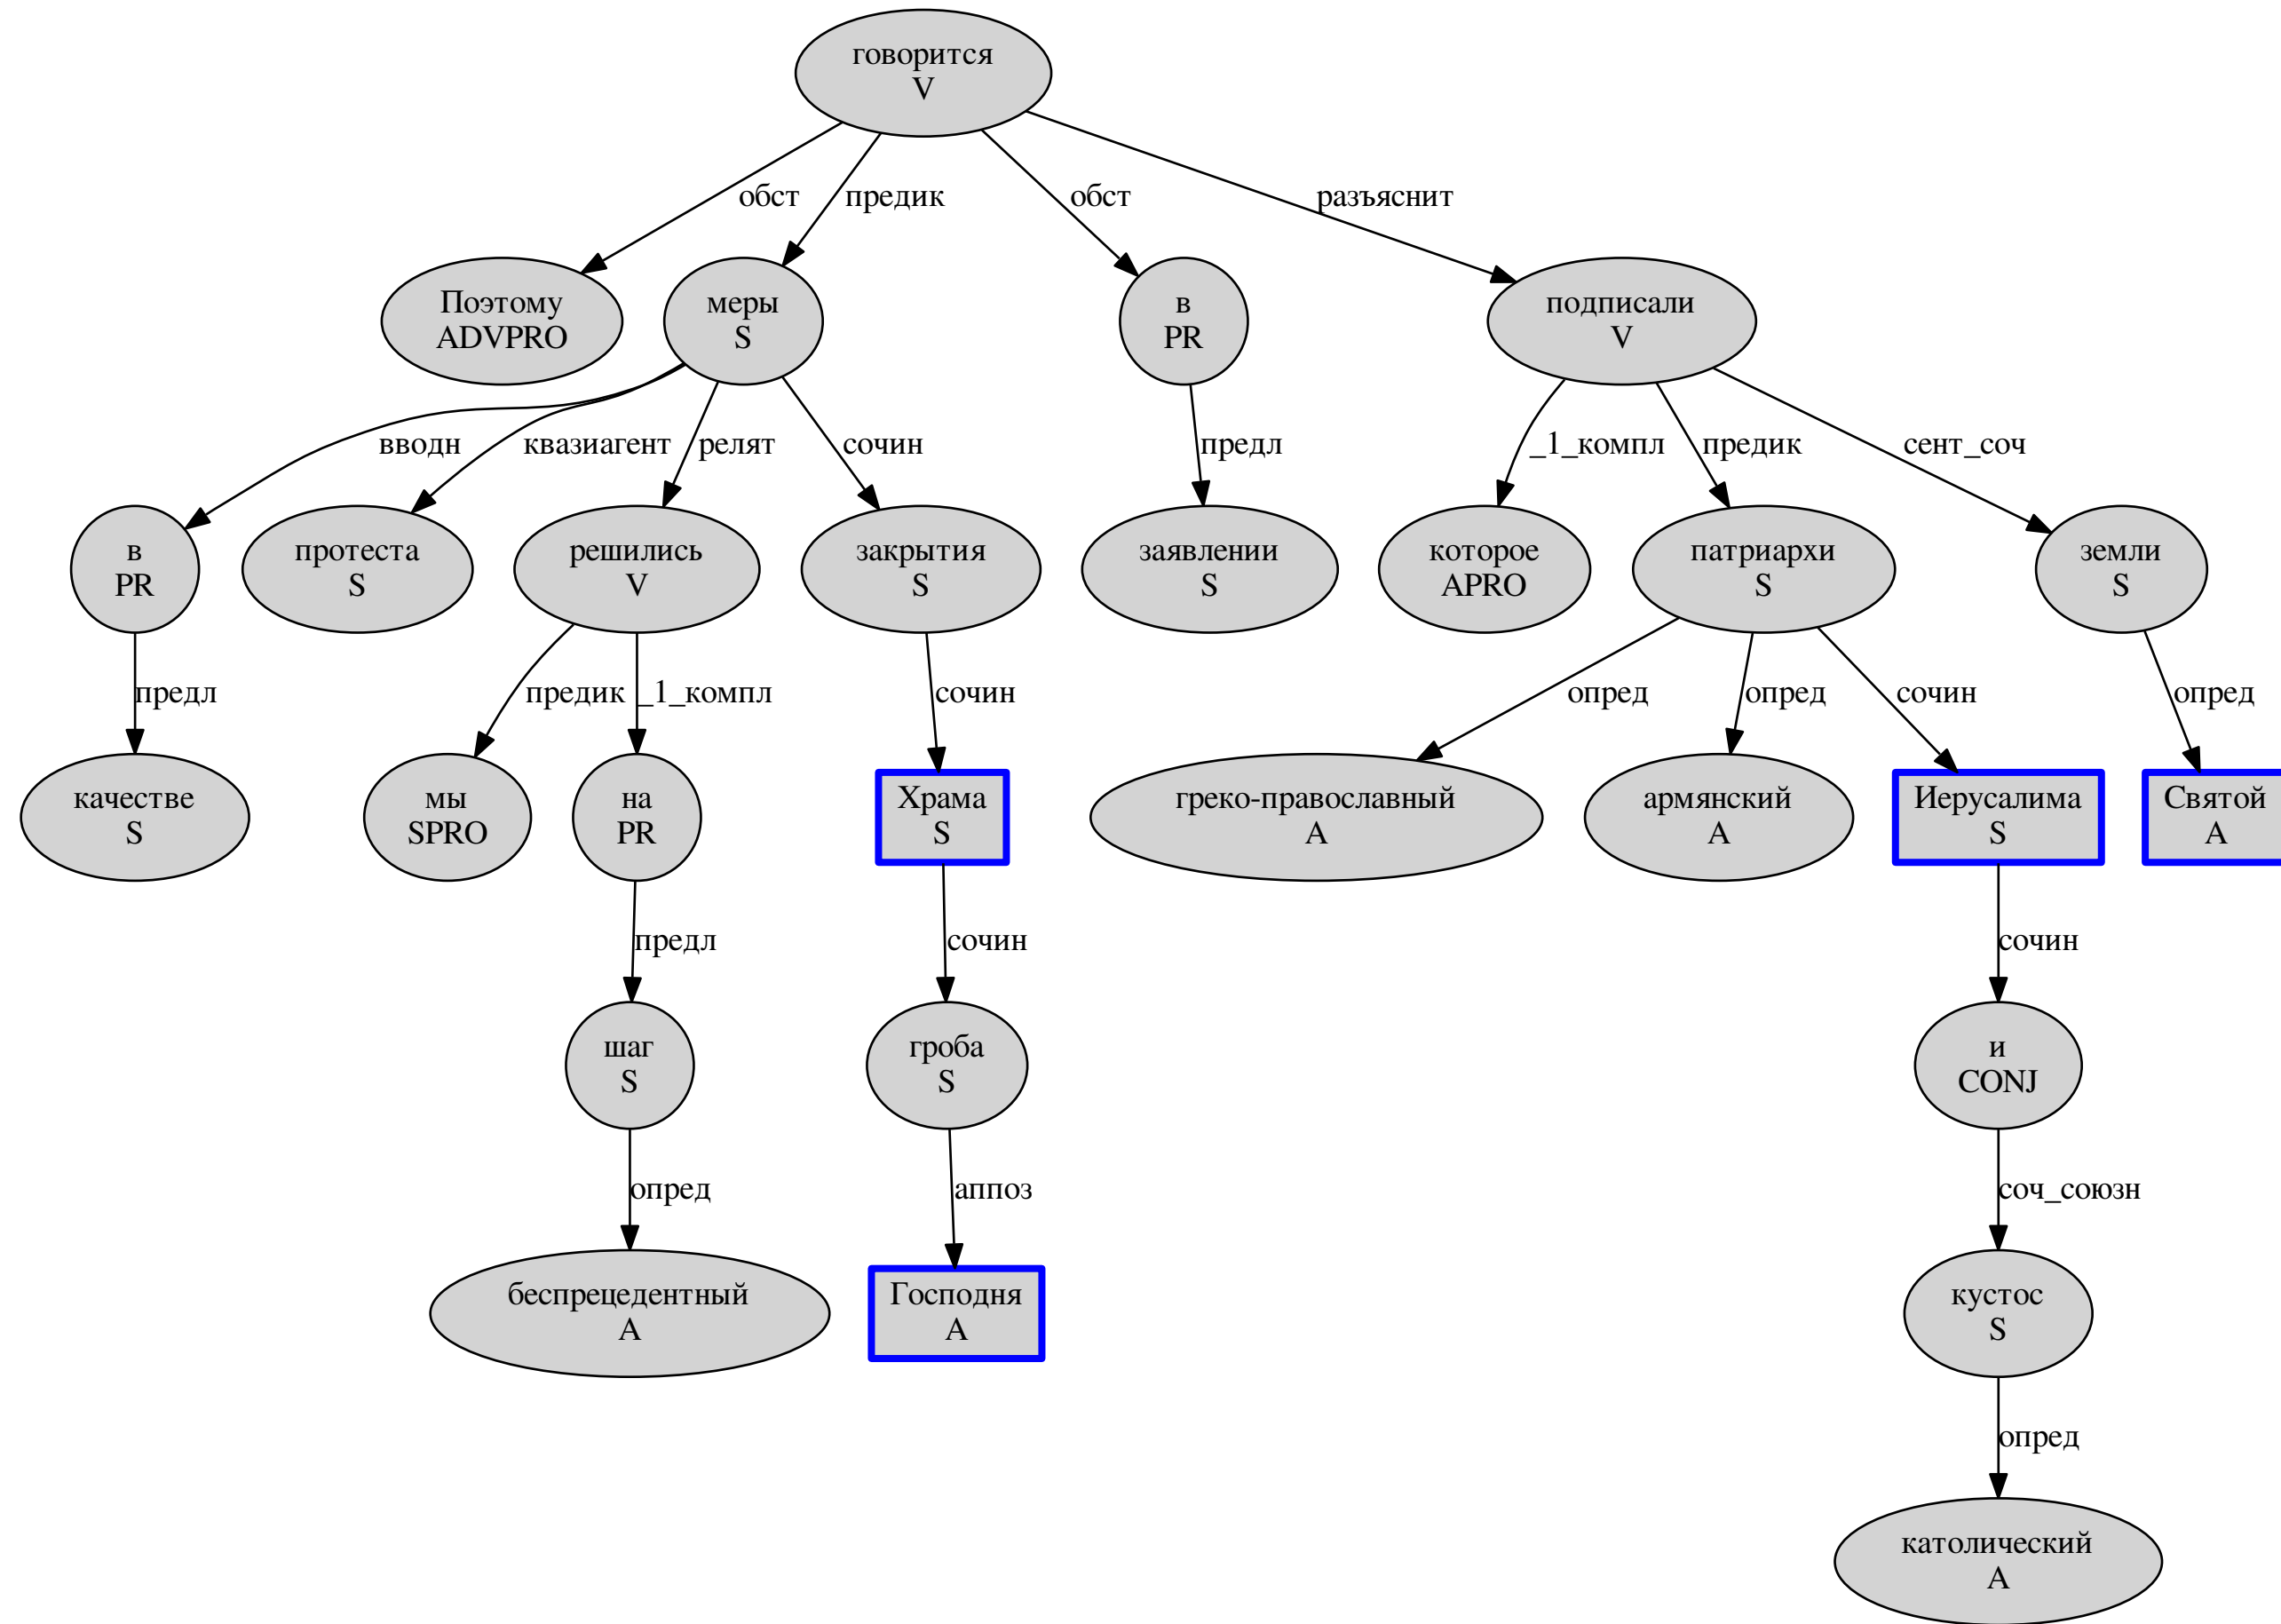 говорится
V
обст
предик
обст
разъяснит
Поэтому
ADVPRO
меры
S
в
PR
подписали
V
вводн
квазиагент
релят
сочин
предл
_1_компл
предик
сент_соч
в
PR
протеста
S
решились
V
закрытия
S
заявлении
S
которое
APRO
патриархи
S
земли
S
предл
предик
_1_компл
сочин
опред
опред
сочин
опред
качестве
S
мы
SPRO
на
PR
Храма
S
греко-православный
A
армянский
A
Иерусалима
S
Святой
A
предл
сочин
сочин
шаг
S
гроба
S
и
CONJ
опред
аппоз
соч_союзн
беспрецедентный
A
Господня
A
кустос
S
опред
католический
A